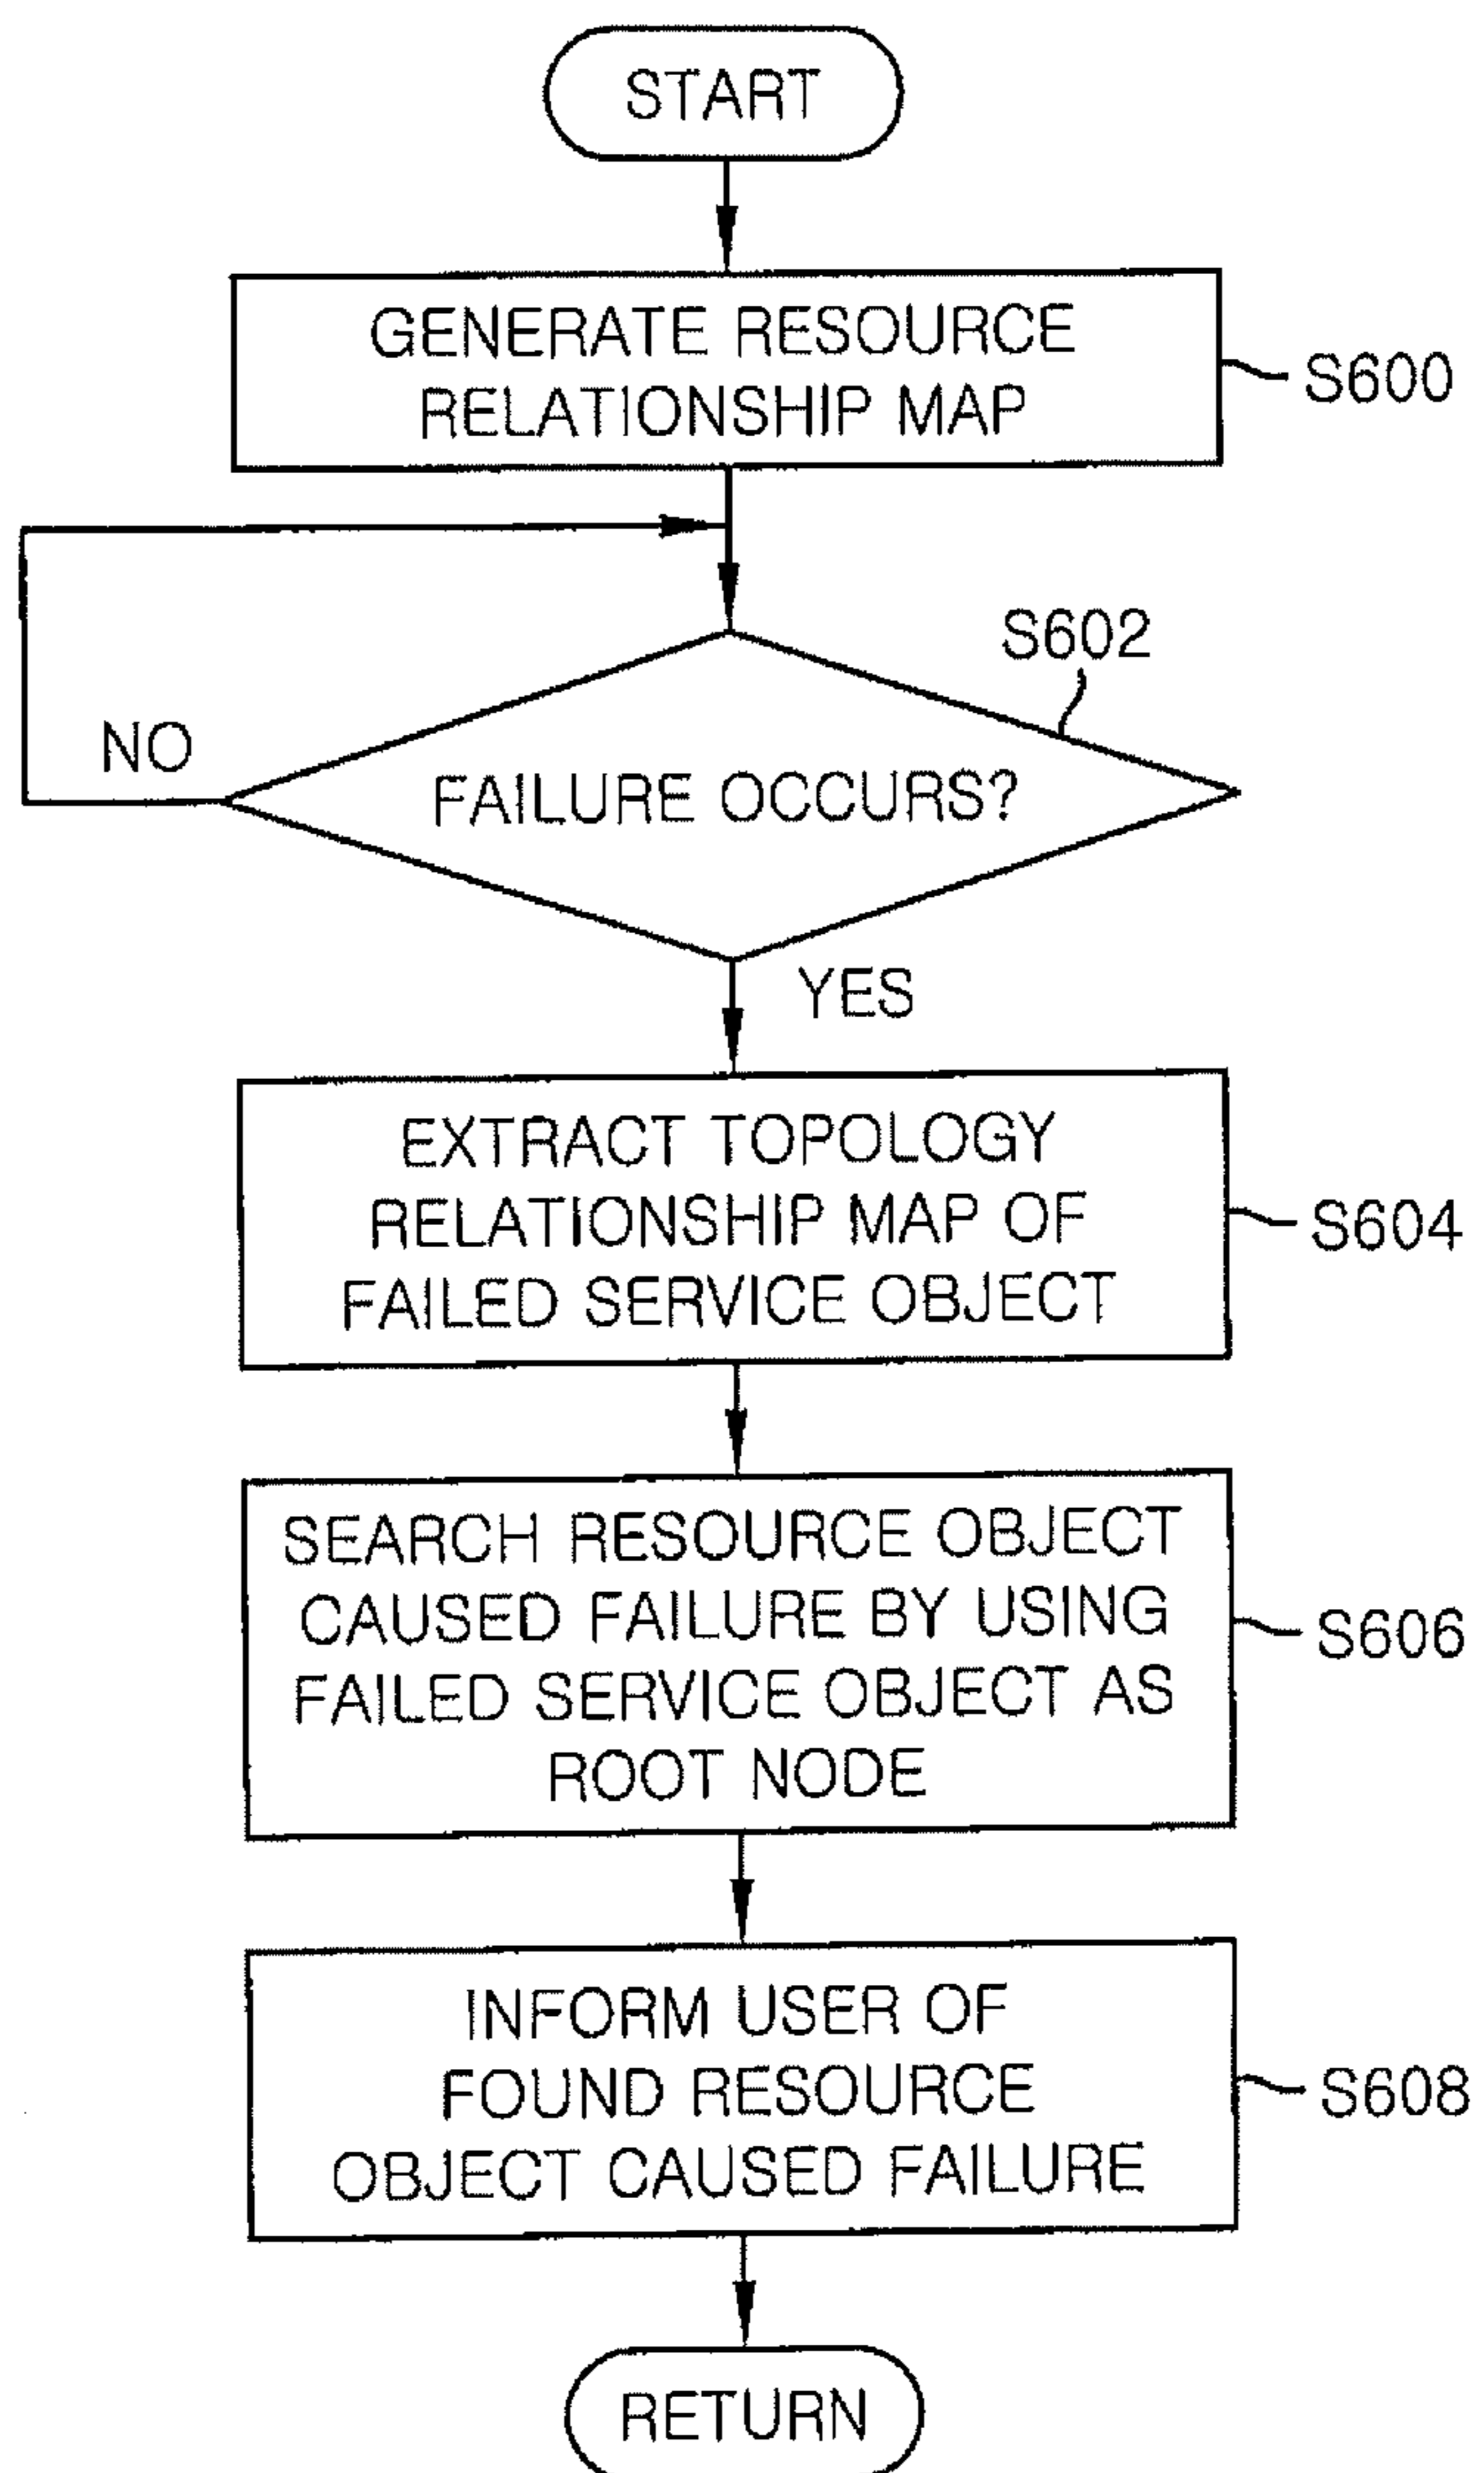 START
GENERATE RESOURCE
RELATIONSHIP MAP
S600
S602
NO
FAILURE OCCURS?
YES
EXTRACT TOPOLOGY
RELATIONSHIP MAP OF
FAILED SERVICE OBJECT
S604
SEARCH RESOURCE OBJECT
CAUSED FAILURE BY USING
FAILED SERVICE OBJECT AS
ROOT NODE
S606
INFORM USER OF
FOUND RESOURCE
OBJECT CAUSED FAILURE
S608
RETURN